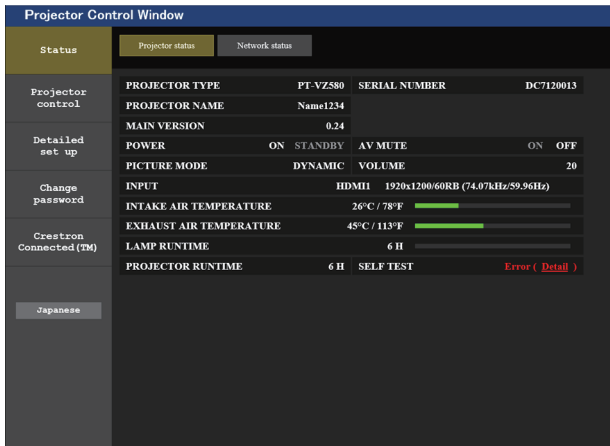 Projector Control Window
Status
Projector status
Network status
Projector
control
Detailed
set up
Change
password
Crestron
Connected(TM)
Japanese
PROJECTOR TYPE PT-VZ580 SERIAL NUMBER DC7120013
PROJECTOR NAME Name1234
MAIN VERSION 0.24
POWER ON STANDBY AV MUTE ON OFF
PICTURE MODE DYNAMIC VOLUME 20
INPUT HDMI1 1920x1200/60RB (74.07kHz/59.96Hz)
INTAKE AIR TEMPERATURE 26°C / 78°F
EXHAUST AIR TEMPERATURE 45°C / 113°F
LAMP RUNTIME 6 H
PROJECTOR RUNTIME 6 H SELF TEST Error ( Detail )